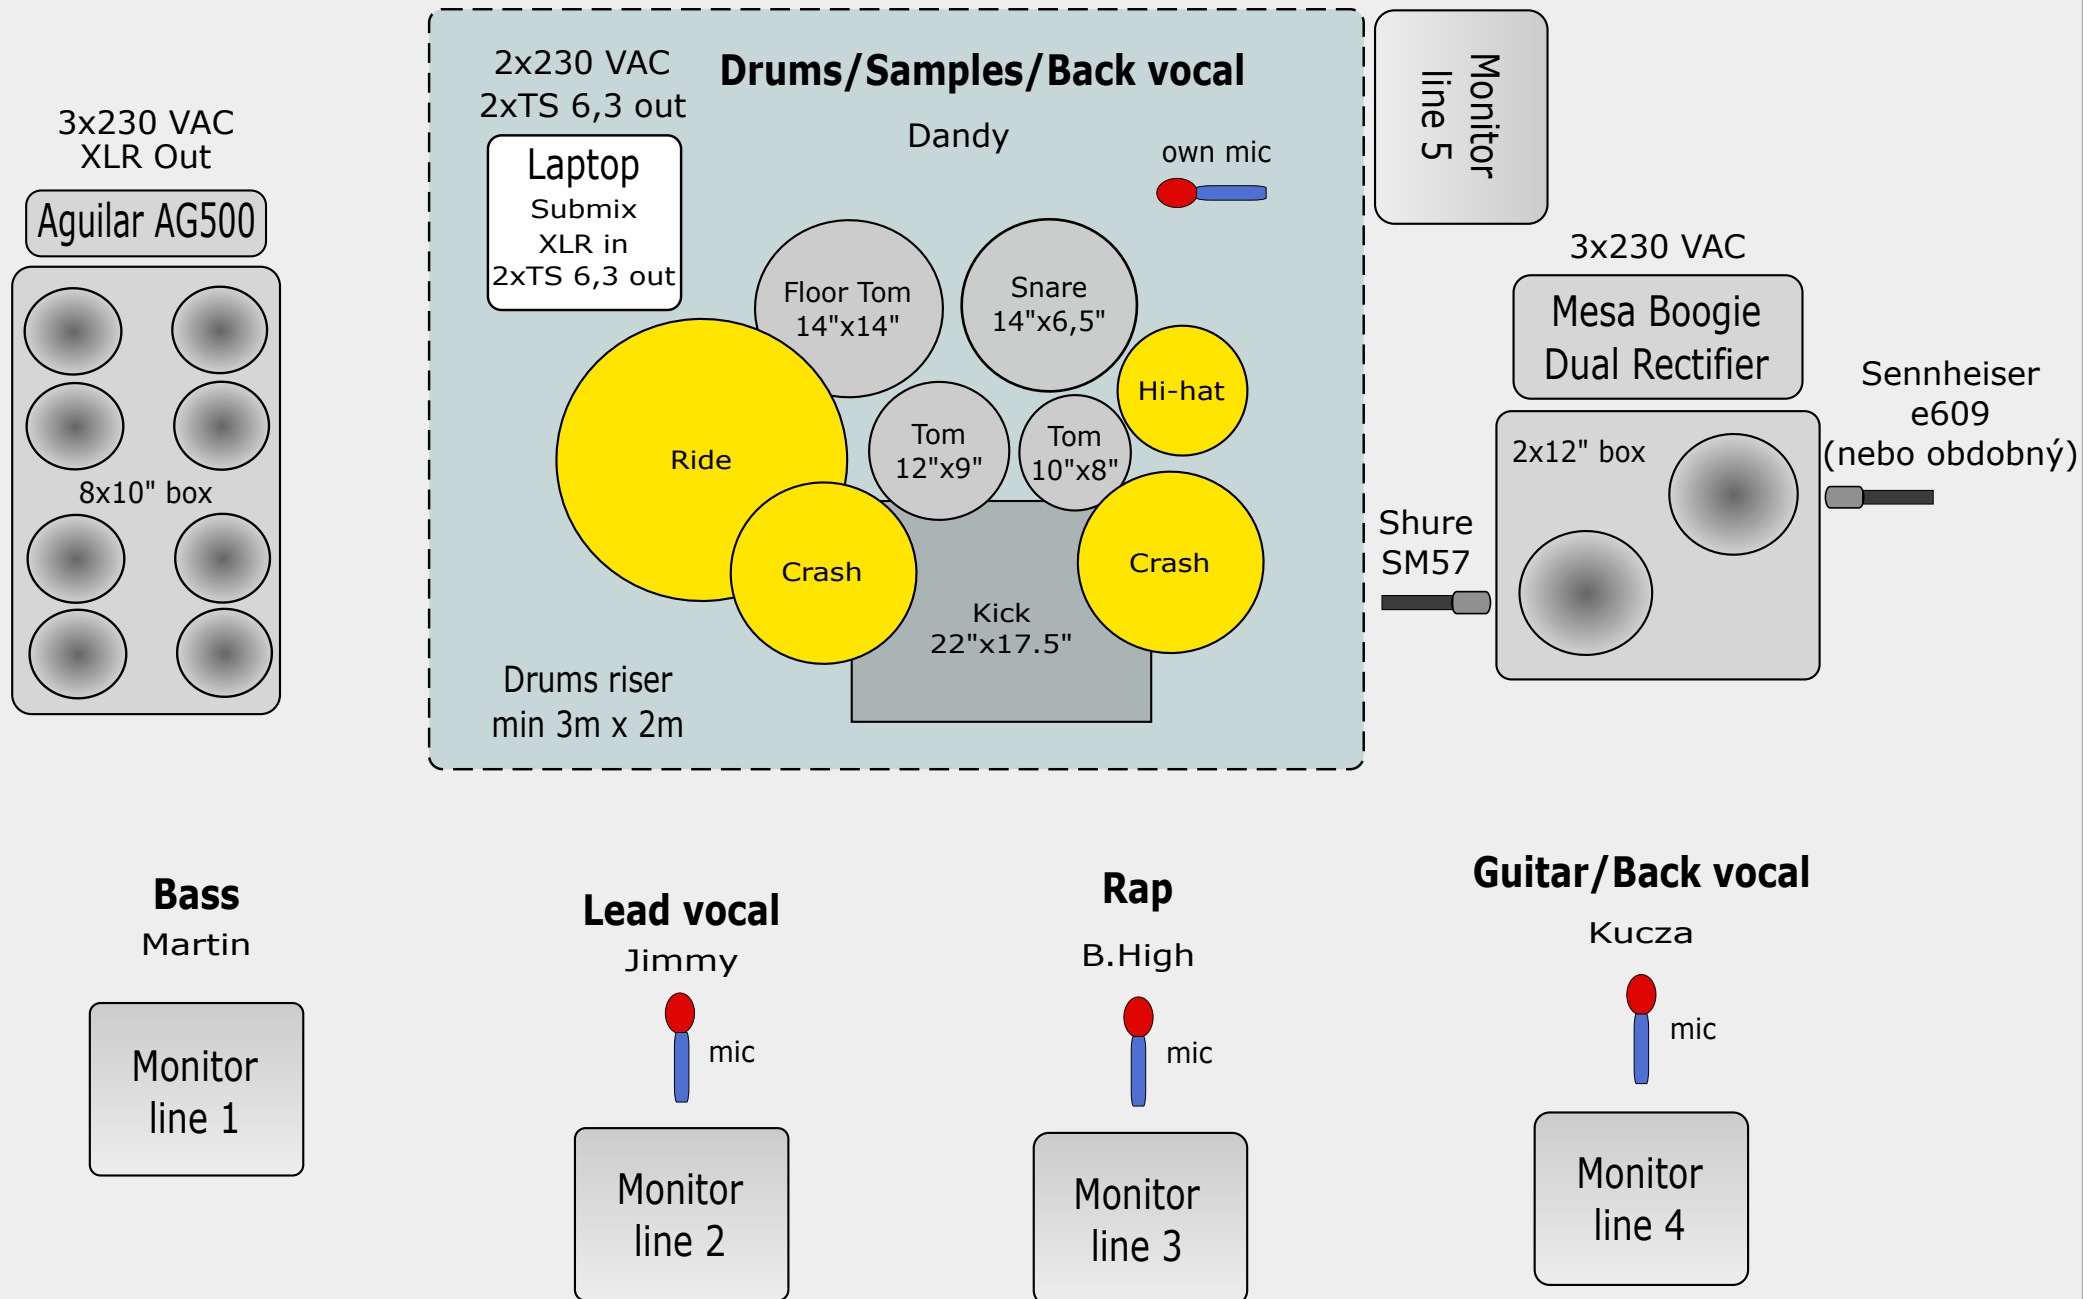 3x230 VAC
XLR Out
Aguilar AG500
8x10" box
2x230 VAC
2xTS 6,3 out
Drums/Samples/Back vocal
Dandy
own mic
Laptop
Submix
XLR in
2xTS 6,3 out
Floor Tom
14"x14"
Snare
14"x6,5"
Hi-hat
Ride
Tom
12"x9"
Tom
10"x8"
Crash
Crash
Kick
22"x17.5"
Drums riser
min 3m x 2m
Monitor
line 5
3x230 VAC
Mesa Boogie
Dual Rectifier
2x12" box
Sennheiser
e609
(nebo obdobný)
Shure
SM57
Bass
Martin
Monitor
line 1
Lead vocal
Jimmy
mic
Monitor
line 2
Rap
B.High
mic
Monitor
line 3
Guitar/Back vocal
Kucza
mic
Monitor
line 4